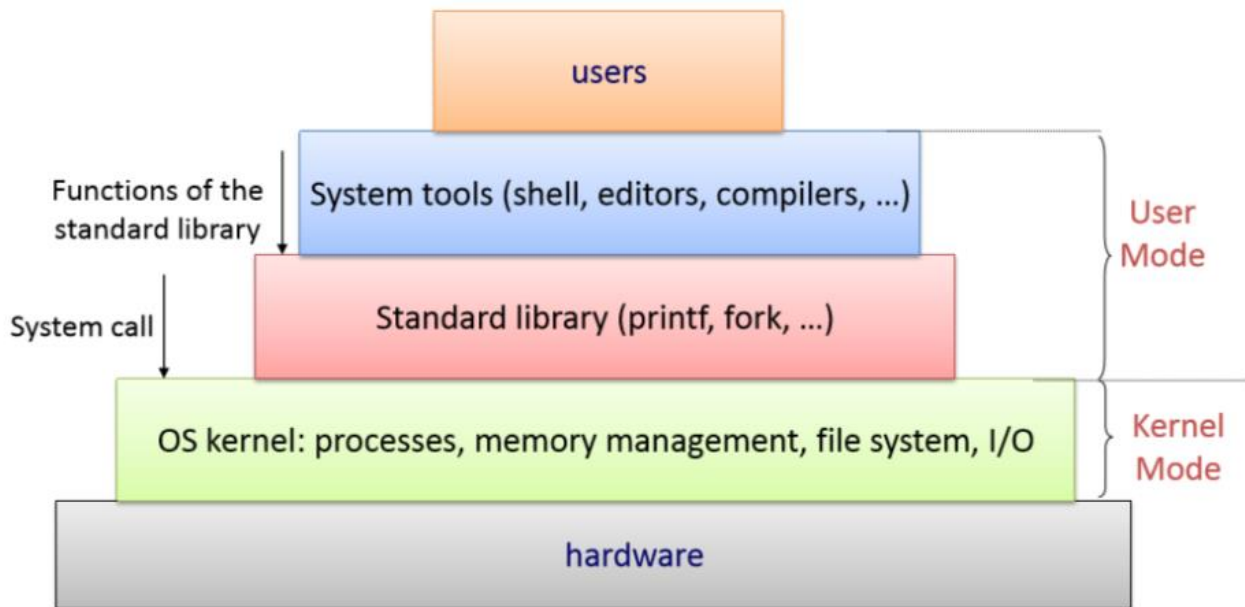 users
System tools (shell, editors, compilers, ...)
Functions of the
standard library
User
Mode
Standard library (printf, fork, ...)
System call
OS kernel: processes, memory management, file system, I/O
Kernel
Mode
hardware